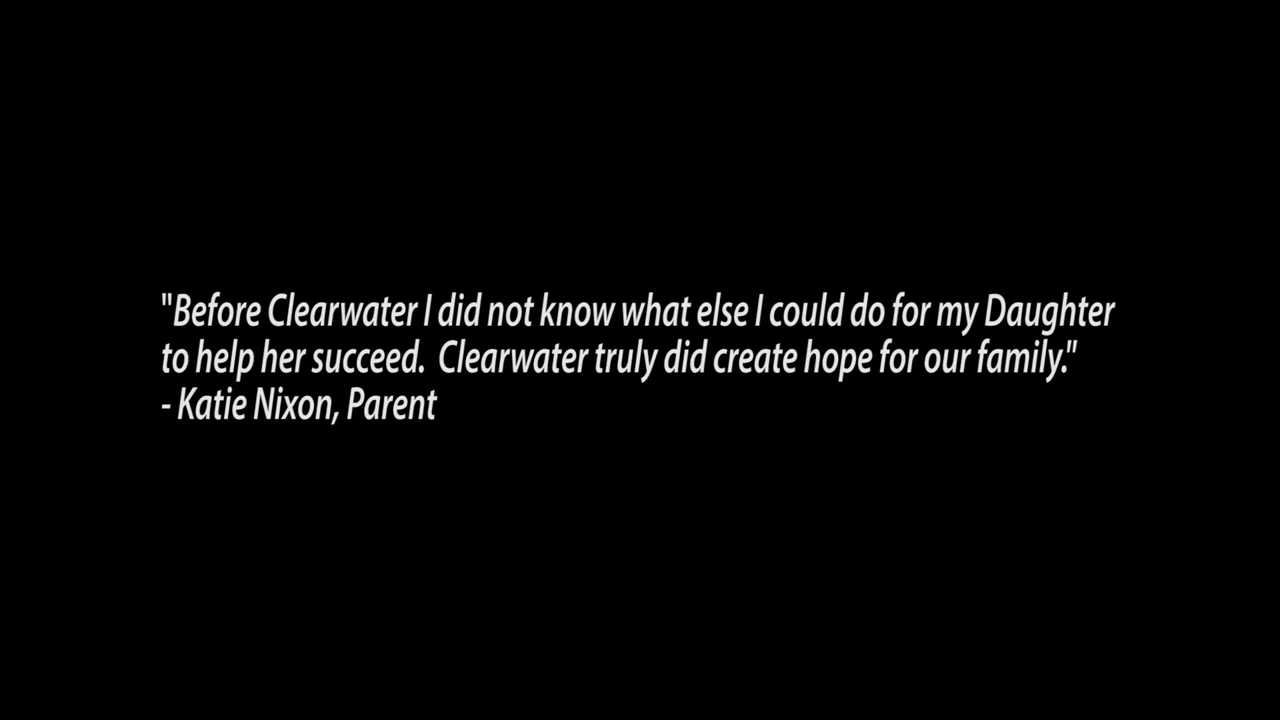 "Before Clearwater I did not know what else I could do for my Daughter
to help her succeed.  Clearwater truly did create hope for our family."
- Katie Nixon, Parent